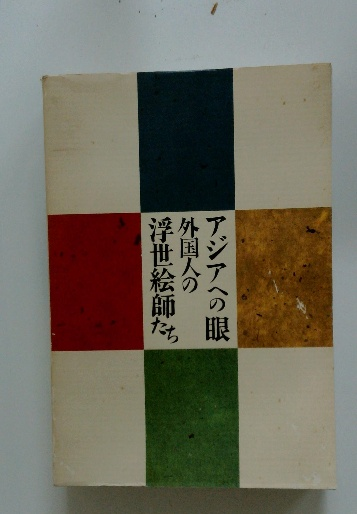 アジアへの眼
外国人の
浮世絵師たち